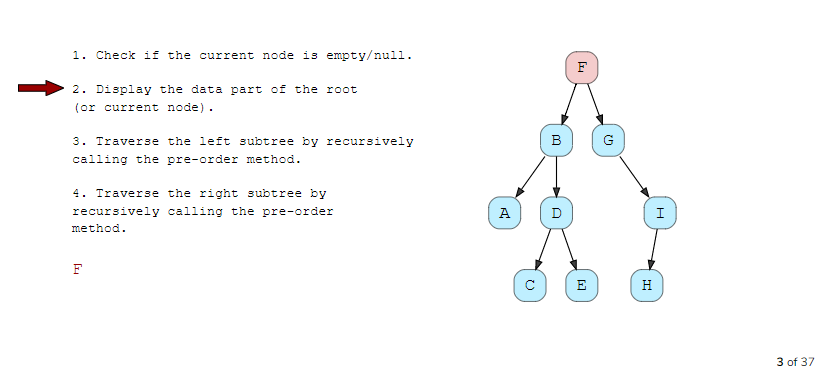 1. Check if the current node is empty/null.
2. Display the data part of the root
(or current node).
3. Traverse the left subtree by recursively
calling the pre-order method.
4. Traverse the right subtree by
recursively calling the pre-order
method.
F
F
B G
A D I
C E H
3 of 37